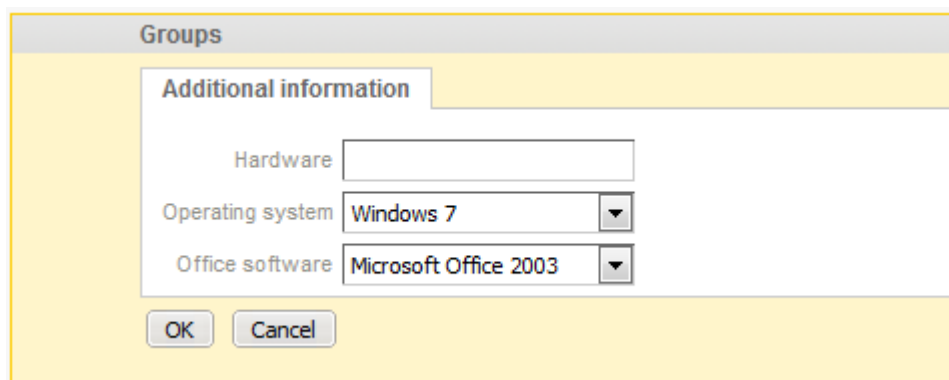 Groups
Additional information
Hardware
Operating system Windows 7
Office software Microsoft Office 2003
OK Cancel